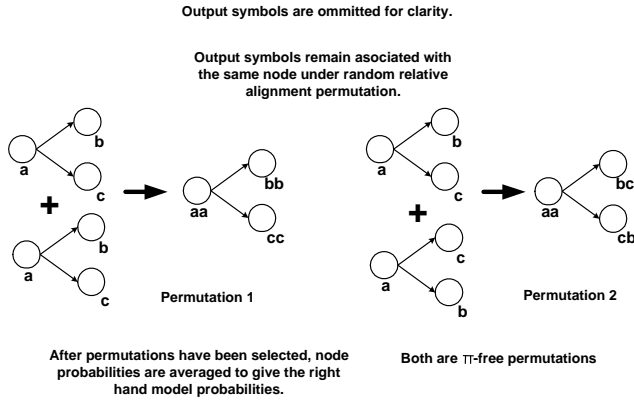 Output symbols are ommitted for clarity.
Output symbols remain asociated with
the same node under random relative
alignment permutation.
b
a
c
+
b
a
c
bb
aa
cc
Permutation 1
b
a
c
+
c
a
b
bc
aa
cb
Permutation 2
After permutations have been selected, node
probabilities are averaged to give the right
hand model probabilities.
Both are π-free permutations